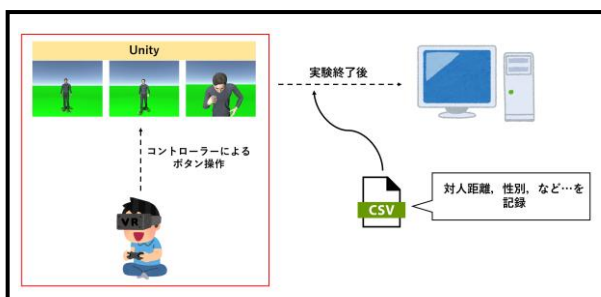 Unity
実験終了後
コントローラーによる
ボタン操作
VR
CSV
対人距離，性別，など…を
記録